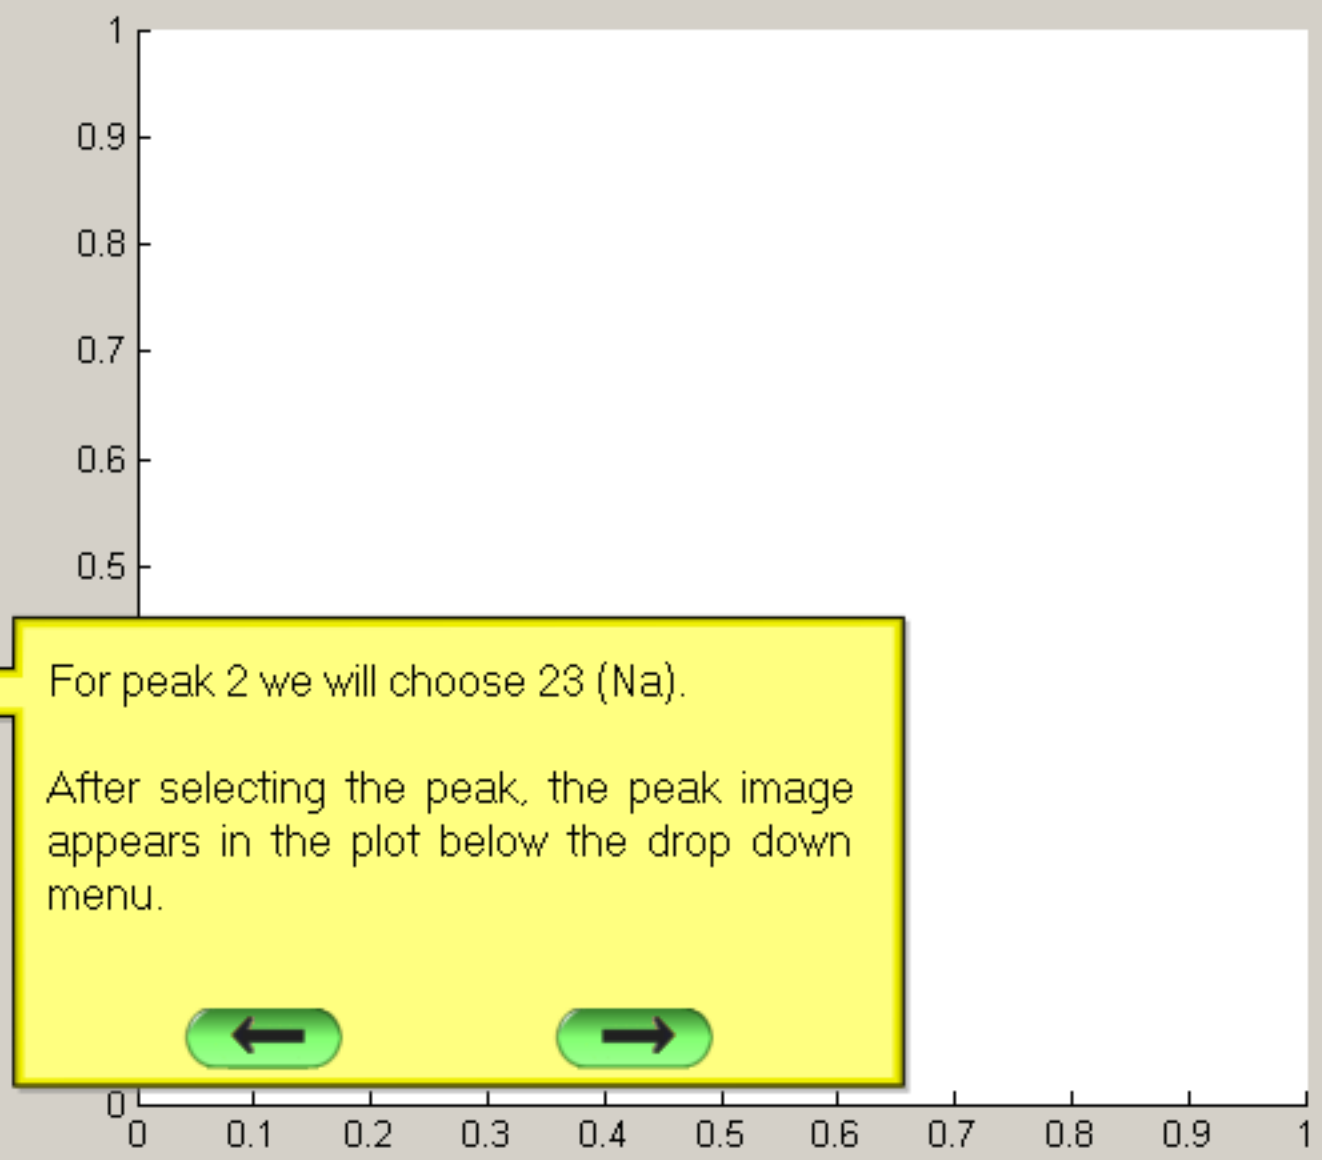 1
0.9
0.8
0.7
0.6
0.5
For peak 2 we will choose 23 (Na).
After selecting the peak, the peak image
appears in the plot below the drop down
menu.
0
0 0.1 0.2 0.3 0.4 0.5 0.6 0.7 0.8 0.9 1